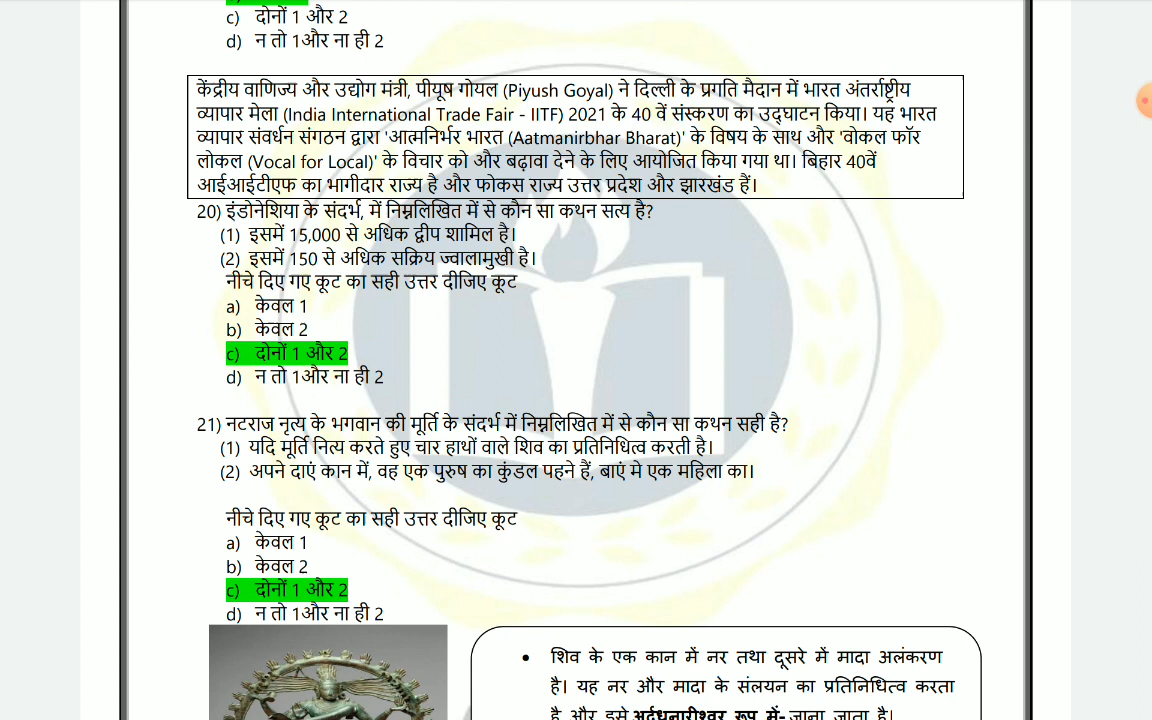 c) दोनों 1 और 2
d) न तो 1और ना ही 2
केंद्रीय वाणिज्य और उद्योग मंत्री, पीयूष गोयल (Piyush Goyal) ने दिल्ली के प्रगति मैदान में भारत अंतर्राष्ट्रीय
व्यापार मेला (India International Trade Fair - IITF) 2021 के 40 वें संस्करण का उद्घाटन किया। यह भारत
व्यापार संवर्धन संगठन द्वारा 'आत्मनिर्भर भारत (Aatmanirbhar Bharat)' के विषय के साथ और 'वोकल फॉर
लोकल (Vocal for Local)' के विचार को और बढ़ावा देने के लिए आयोजित किया गया था। बिहार 40वें
आईआईटीएफ का भागीदार राज्य है और फोकस राज्य उत्तर प्रदेश और झारखंड हैं।
20) इंडोनेशिया के संदर्भ, में निम्नलिखित में से कौन सा कथन सत्य है?
(1) इसमें 15,000 से अधिक द्वीप शामिल है।
(2) इसमें 150 से अधिक सक्रिय ज्वालामुखी है।
नीचे दिए गए कूट का सही उत्तर दीजिए कूट
a) केवल 1
b) केवल 2
c) दोनों 1 और 2
d) न तो 1और ना ही 2
21) नटराज नृत्य के भगवान की मूर्ति के संदर्भ में निम्नलिखित में से कौन सा कथन सही है?
(1) यदि मूर्ति नित्य करते हुए चार हाथों वाले शिव का प्रतिनिधित्व करती है।
(2) अपने दाएं कान में, वह एक पुरुष का कुंडल पहने हैं, बाएं मे एक महिला का।
नीचे दिए गए कूट का सही उत्तर दीजिए कूट
a) केवल 1
b) केवल 2
c) दोनों 1 और 2
d) न तो 1और ना ही 2
• शिव के एक कान में नर तथा दूसरे में मादा अलंकरण
है। यह नर और मादा के संलयन का प्रतिनिधित्व करता
है और इसे अर्द्धनारीश्वर रूप में- जाना जाता है।